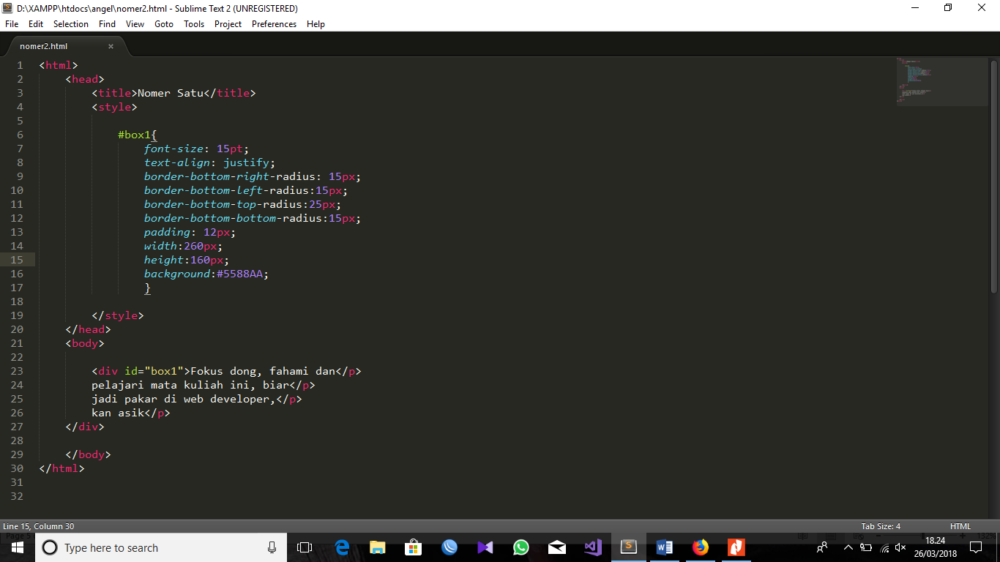 D:\XAMPP\htdocs\angel\nomer2.html - Sublime Text 2 (UNREGISTERED)
File Edit Selection Find View Goto Tools Project Preferences Help
nomer2.html ×
1 <html>
2 <head>
3 <title>Nomer Satu</title>
4 <style>
5
6 #box1{
7 font-size: 15pt;
8 text-align: justify;
9 border-bottom-right-radius: 15px;
10 border-bottom-left-radius:15px;
11 border-bottom-top-radius:25px;
12 border-bottom-bottom-radius:15px;
13 padding: 12px;
14 width:260px;
15 height:160px;
16 background:#5588AA;
17 }
18
19 </style>
20 </head>
21 <body>
22
23 <div id="box1">Fokus dong, fahami dan</p>
24 pelajari mata kuliah ini, biar</p>
25 jadi pakar di web developer,</p>
26 kan asik</p>
27 </div>
28
29 </body>
30 </html>
31
32
Line 15, Column 30 Tab Size: 4 HTML
Page 5 132%
Type here to search
18.24
26/03/2018